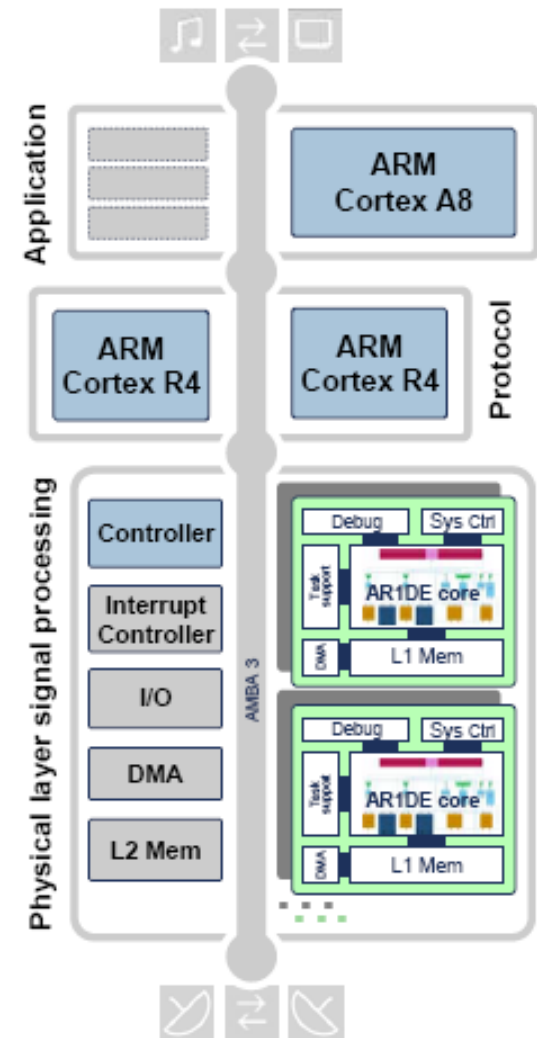 Application
ARM
Cortex A8
ARM
Cortex R4
ARM
Cortex R4
Protocol
Physical layer signal processing
Controller
Interrupt
Controller
I/O
DMA
L2 Mem
AMBA 3
Debug
Sys Ctrl
Task
support
AR1DE core
DMA
L1 Mem
Debug
Sys Ctrl
Task
support
AR1DE core
DMA
L1 Mem